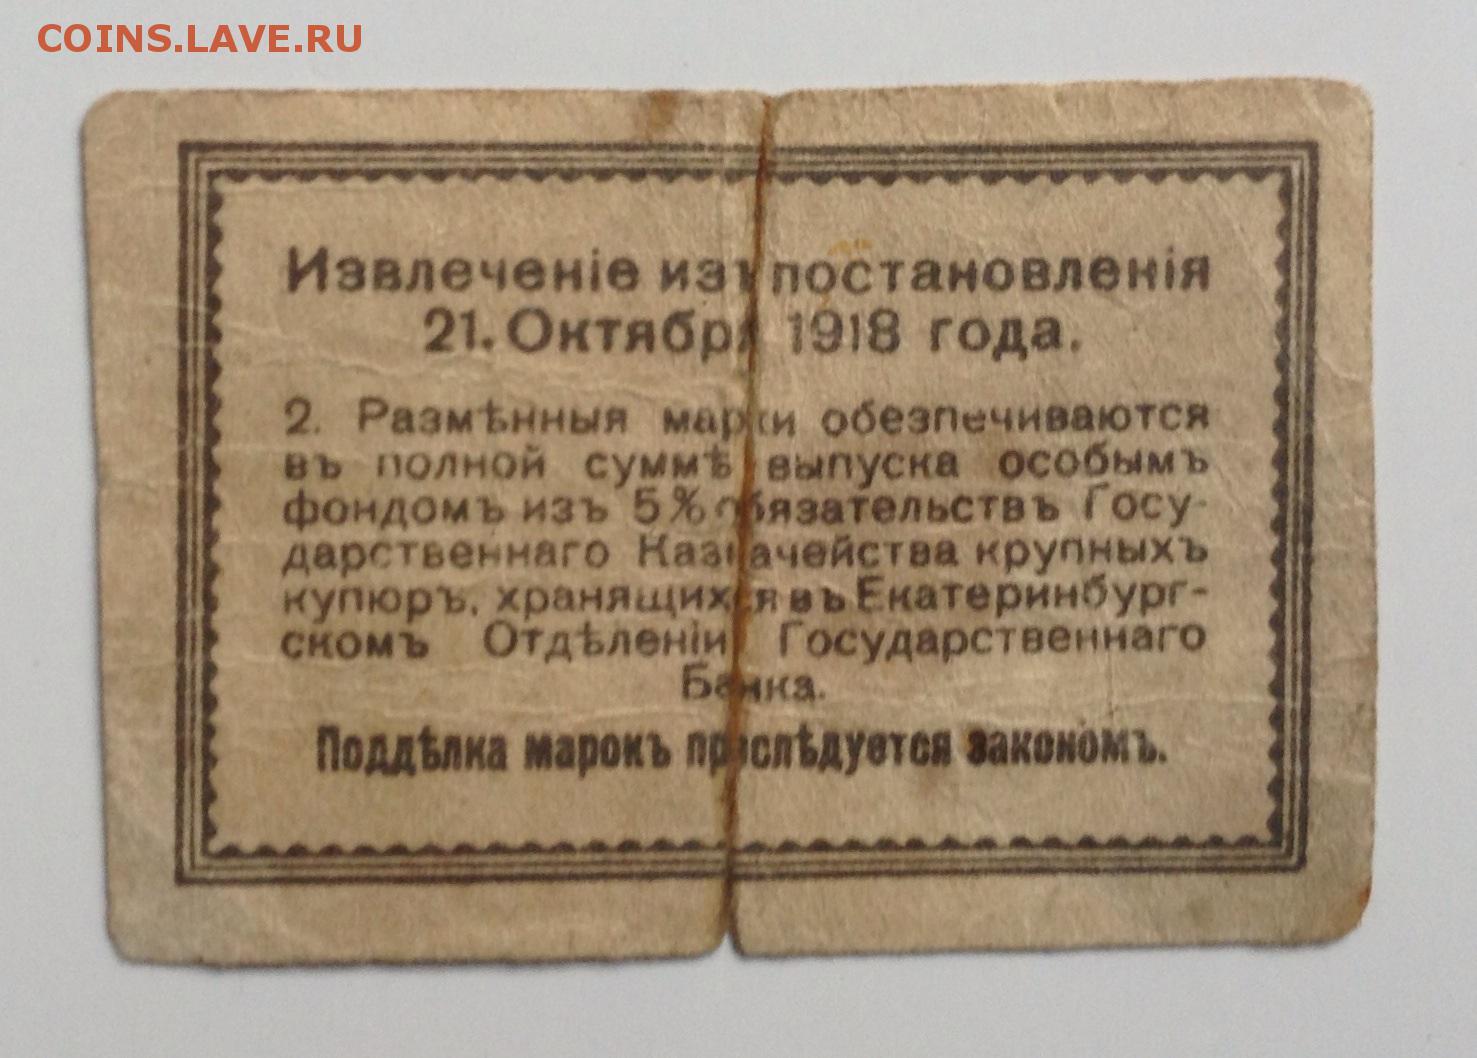 COINS.LAVE.RU
Извлеченіе изъ постановленія
21. Октября 1918 года.
2. Размѣнныя марки обезпечиваются
въ полной суммѣ выпуска особымъ
фондомъ изъ 5% обязательствъ Госу-
дарственнаго Казначейства крупныхъ
купюръ, хранящихся въ Екатеринбург-
скомъ Отдѣленіи Государственнаго
Банка.
Поддѣлка марокъ преслѣдуется закономъ.